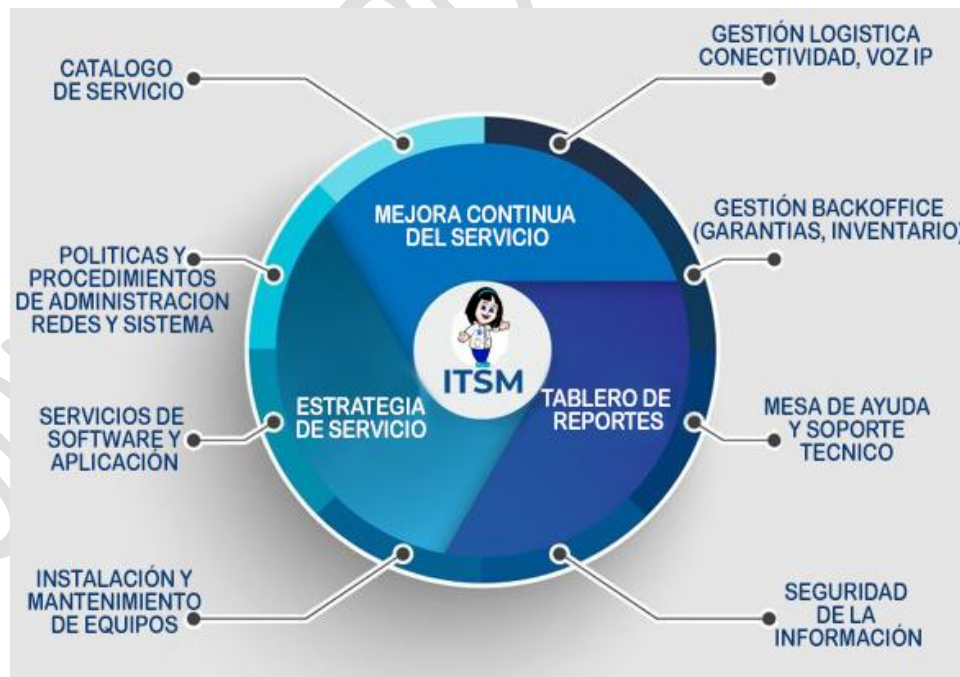 CATALOGO
DE SERVICIO
POLITICAS Y
PROCEDIMIENTOS
DE ADMINISTRACION
REDES Y SISTEMA
SERVICIOS DE
SOFTWARE Y
APLICACIÓN
INSTALACIÓN Y
MANTENIMIENTO
DE EQUIPOS
MEJORA CONTINUA
DEL SERVICIO
ESTRATEGIA
DE SERVICIO
ITSM
TABLERO DE
REPORTES
GESTIÓN LOGISTICA
CONECTIVIDAD, VOZ IP
GESTIÓN BACKOFFICE
(GARANTIAS, INVENTARIO)
MESA DE AYUDA
Y SOPORTE
TECNICO
SEGURIDAD
DE LA
INFORMACIÓN